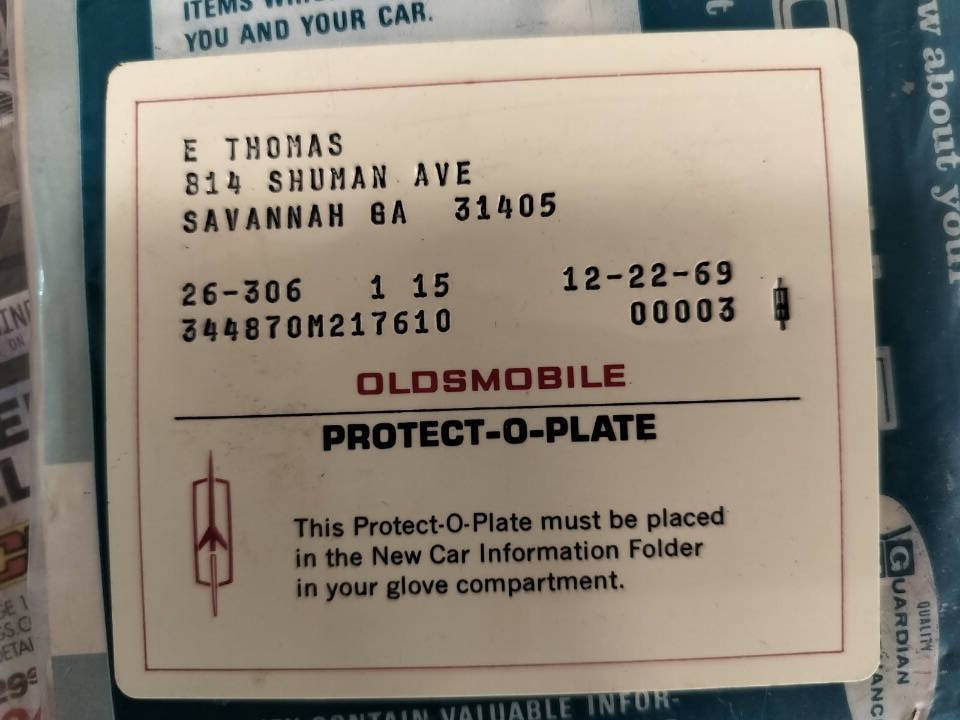 ITEMS
YOU AND YOUR CAR.
w about your
E THOMAS
814 SHUMAN AVE
SAVANNAH GA 31405
26-306 1 15 12-22-69
344870M217610 00003
OLDSMOBILE
PROTECT-O-PLATE
This Protect-O-Plate must be placed
in the New Car Information Folder
in your glove compartment.
GUARDIAN
QUALITY
CONTAIN VALUABLE INFOR-